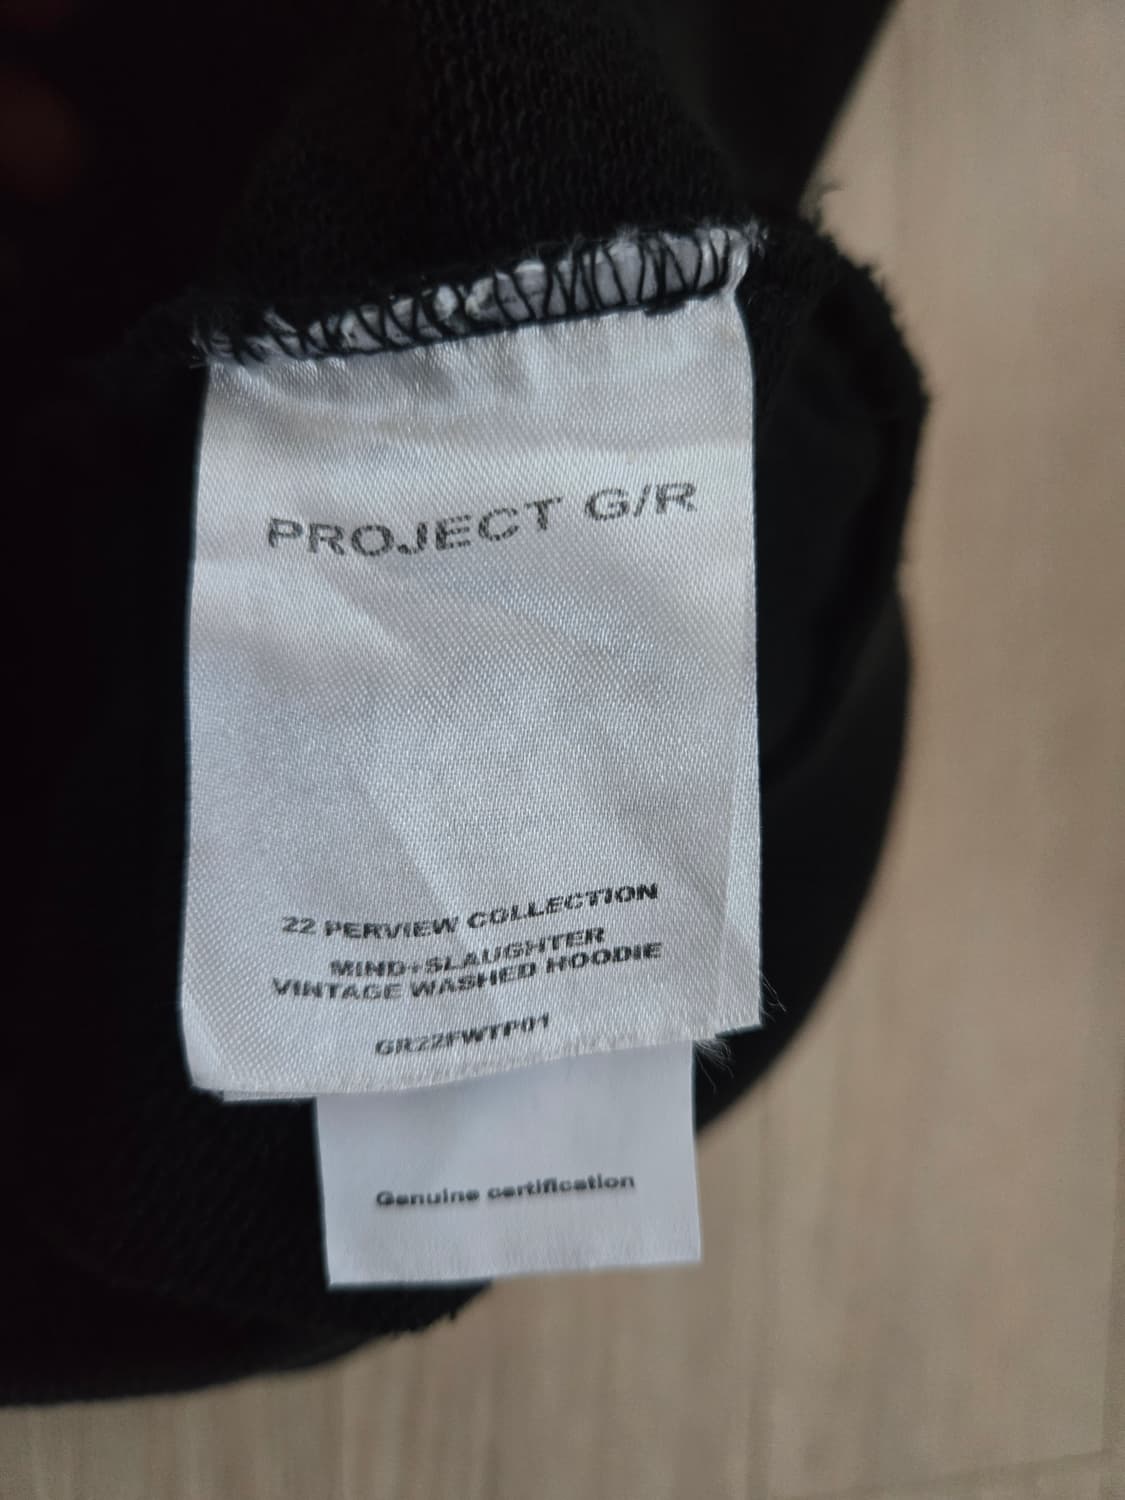 PROJECT G/R
22 PERVIEW COLLECTION
MIND+SLAUGHTER
VINTAGE WASHED HOODIE
GR22FWTP01
Genuine certification